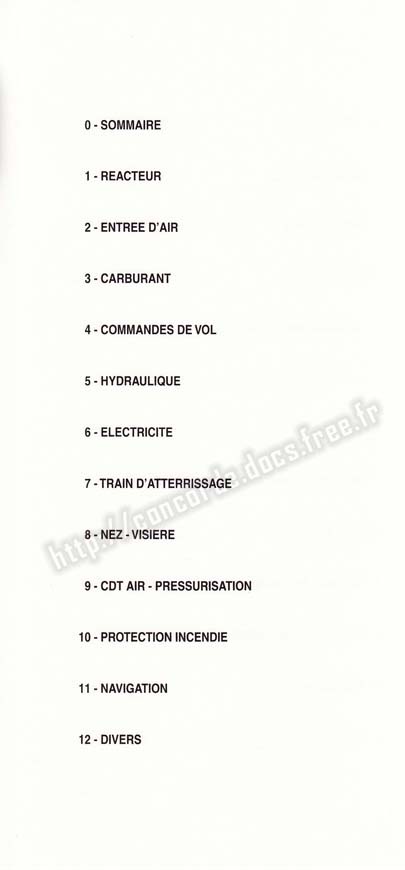 0 - SOMMAIRE
1 - REACTEUR
2 - ENTREE D'AIR
3 - CARBURANT
4 - COMMANDES DE VOL
5 - HYDRAULIQUE
6 - ELECTRICITE
7 - TRAIN D'ATTERRISSAGE
8 - NEZ - VISIERE
9 - CDT AIR - PRESSURISATION
10 - PROTECTION INCENDIE
11 - NAVIGATION
12 - DIVERS
http://concorde.docs.free.fr